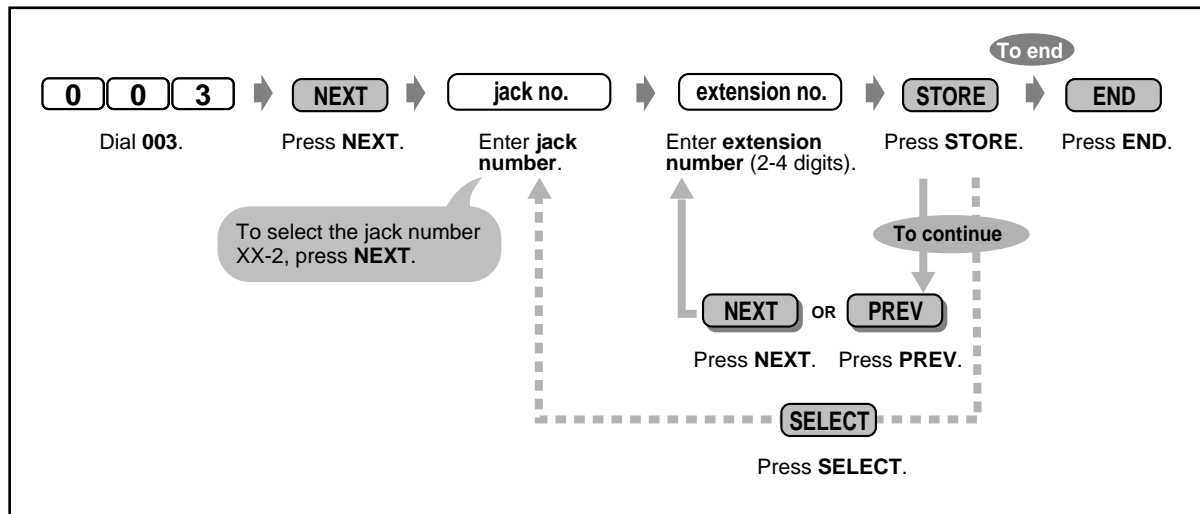 To end
0 0 3 NEXT jack no. extension no. STORE END
Dial 003. Press NEXT. Enter jack number. Enter extension number (2-4 digits). Press STORE. Press END.
To select the jack number
XX-2, press NEXT.
To continue
NEXT OR PREV
Press NEXT. Press PREV.
SELECT
Press SELECT.